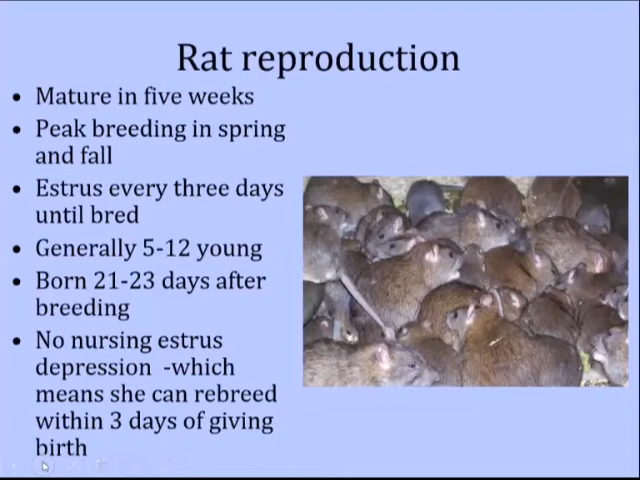 Rat reproduction
• Mature in five weeks
• Peak breeding in spring
and fall
• Estrus every three days
until bred
• Generally 5-12 young
• Born 21-23 days after
breeding
• No nursing estrus
depression -which
means she can rebreed
within 3 days of giving
birth